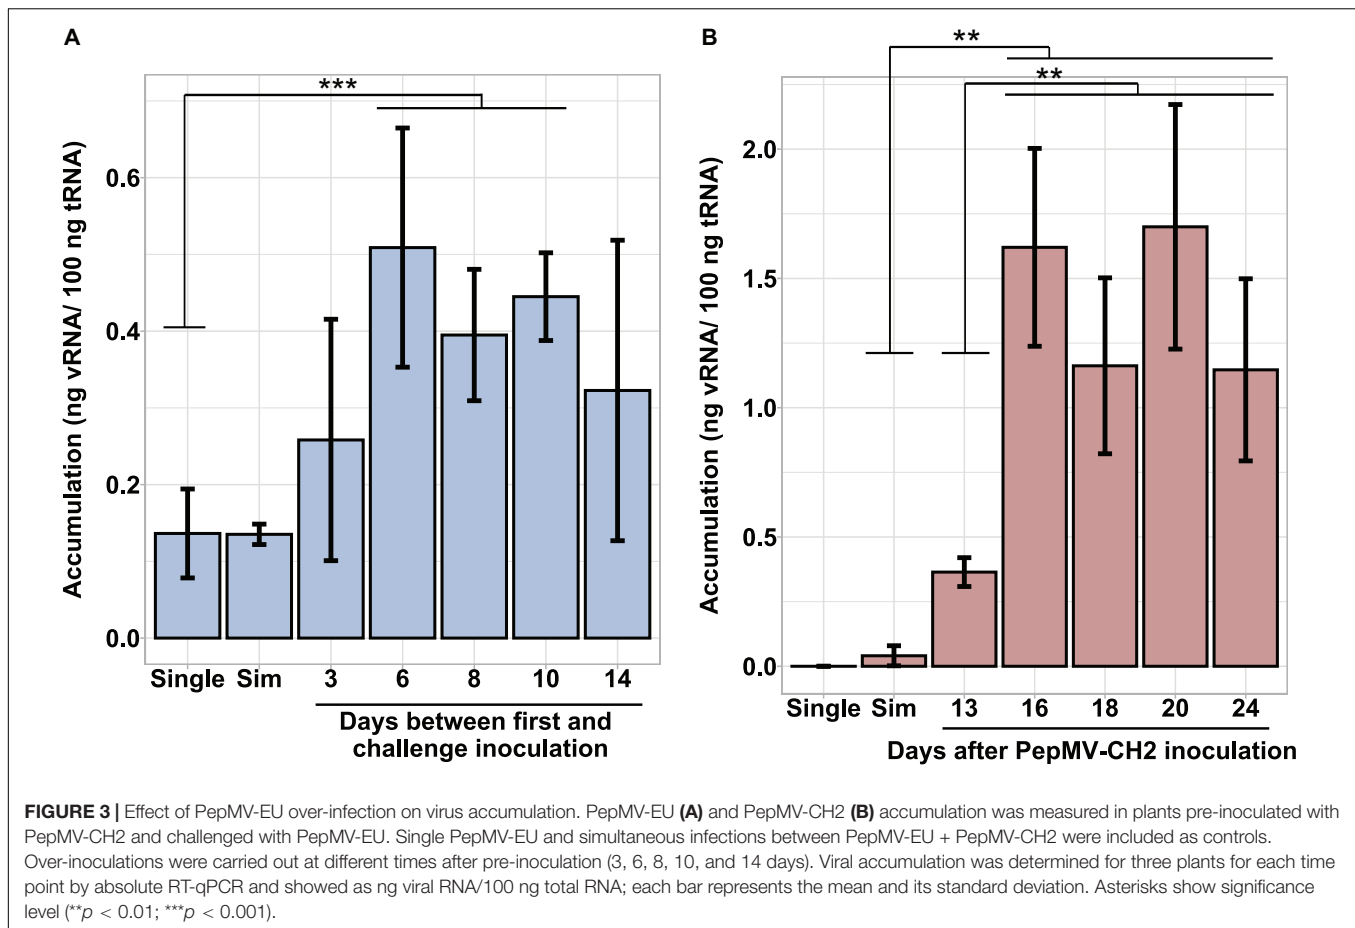 A
***
Accumulation (ng vRNA/ 100 ng tRNA)
0.6
0.4
0.2
0.0
Single Sim 3 6 8 10 14
Days between first and
challenge inoculation
B
**
**
Accumulation (ng vRNA/ 100 ng tRNA)
2.0
1.5
1.0
0.5
0.0
Single Sim 13 16 18 20 24
Days after PepMV-CH2 inoculation
FIGURE 3 | Effect of PepMV-EU over-infection on virus accumulation. PepMV-EU (A) and PepMV-CH2 (B) accumulation was measured in plants pre-inoculated with
PepMV-CH2 and challenged with PepMV-EU. Single PepMV-EU and simultaneous infections between PepMV-EU + PepMV-CH2 were included as controls.
Over-inoculations were carried out at different times after pre-inoculation (3, 6, 8, 10, and 14 days). Viral accumulation was determined for three plants for each time
point by absolute RT-qPCR and showed as ng viral RNA/100 ng total RNA; each bar represents the mean and its standard deviation. Asterisks show significance
level (**p < 0.01; ***p < 0.001).